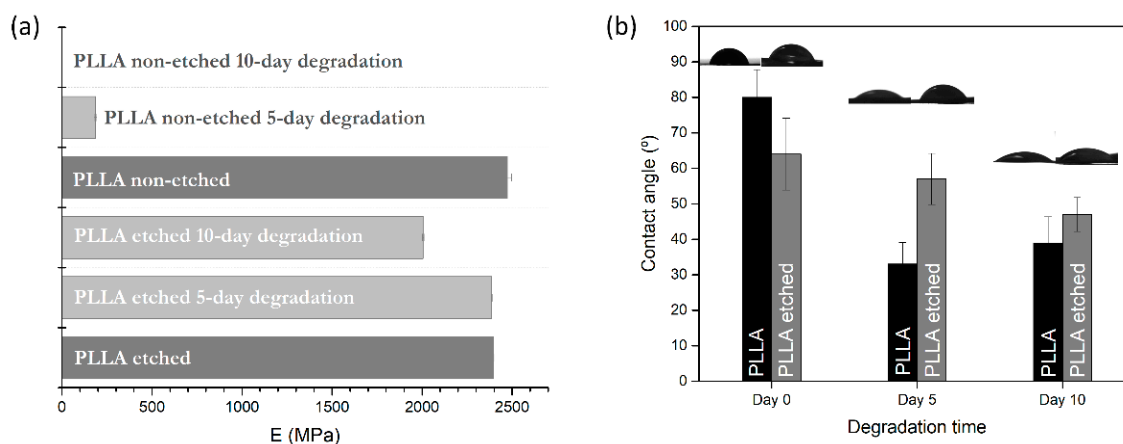 (a)
PLLA non-etched 10-day degradation
PLLA non-etched 5-day degradation
PLLA non-etched
PLLA etched 10-day degradation
PLLA etched 5-day degradation
PLLA etched
0 500 1000 1500 2000 2500
E (MPa)
(b)
100
90
80
70
60
50
40
30
20
10
0
Contact angle (º)
PLLA
PLLA etched
PLLA
PLLA etched
PLLA
PLLA etched
Day 0 Day 5 Day 10
Degradation time